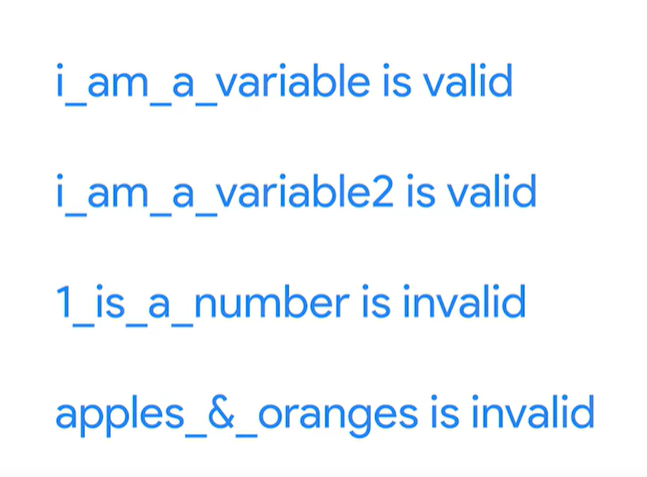 i_am_a_variable is valid
i_am_a_variable2 is valid
1_is_a_number is invalid
apples_&_oranges is invalid